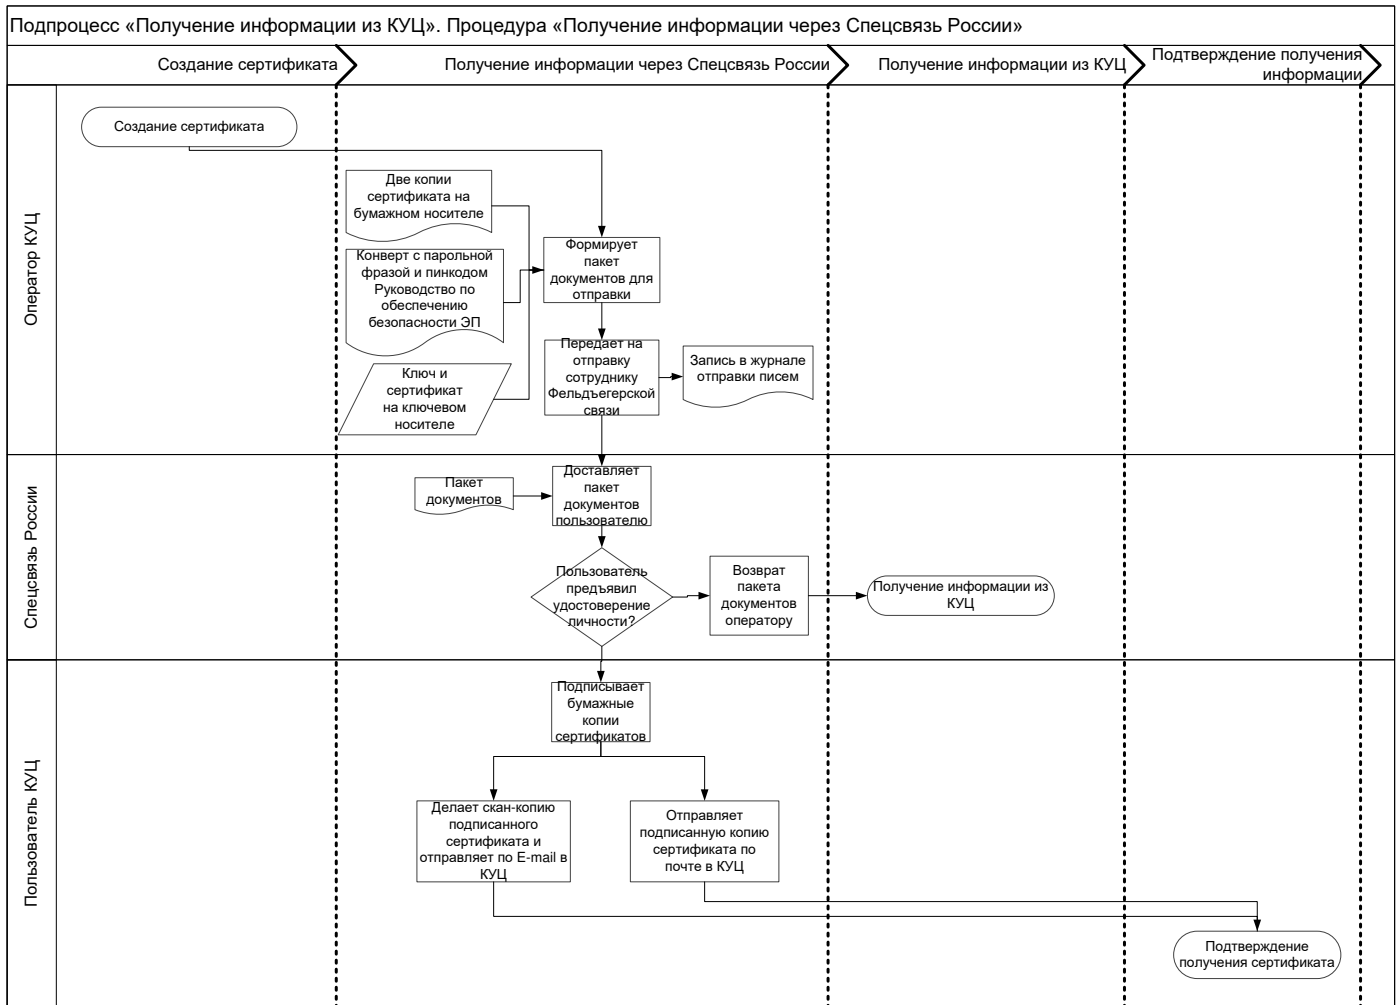 Подпроцесс «Получение информации из КУЦ». Процедура «Получение информации через Спецсвязь России»
Создание сертификата
Получение информации через Спецсвязь России
Получение информации из КУЦ
Подтверждение получения
информации
Оператор КУЦ
Создание сертификата
Две копии
сертификата на
бумажном носителе
Конверт с парольной
фразой и пинкодом
Руководство по
обеспечению
безопасности ЭП
Ключ и
сертификат
на ключевом
носителе
Формирует
пакет
документов для
отправки
Передает на
отправку
сотруднику
Фельдъегерской
связи
Запись в журнале
отправки писем
Спецсвязь России
Пакет
документов
Доставляет
пакет
документов
пользователю
Пользователь
предъявил
удостоверение
личности?
Возврат
пакета
документов
оператору
Получение информации из
КУЦ
Пользователь КУЦ
Подписывает
бумажные
копии
сертификатов
Делает скан-копию
подписанного
сертификата и
отправляет по E-mail в
КУЦ
Отправляет
подписанную копию
сертификата по
почте в КУЦ
Подтверждение
получения сертификата